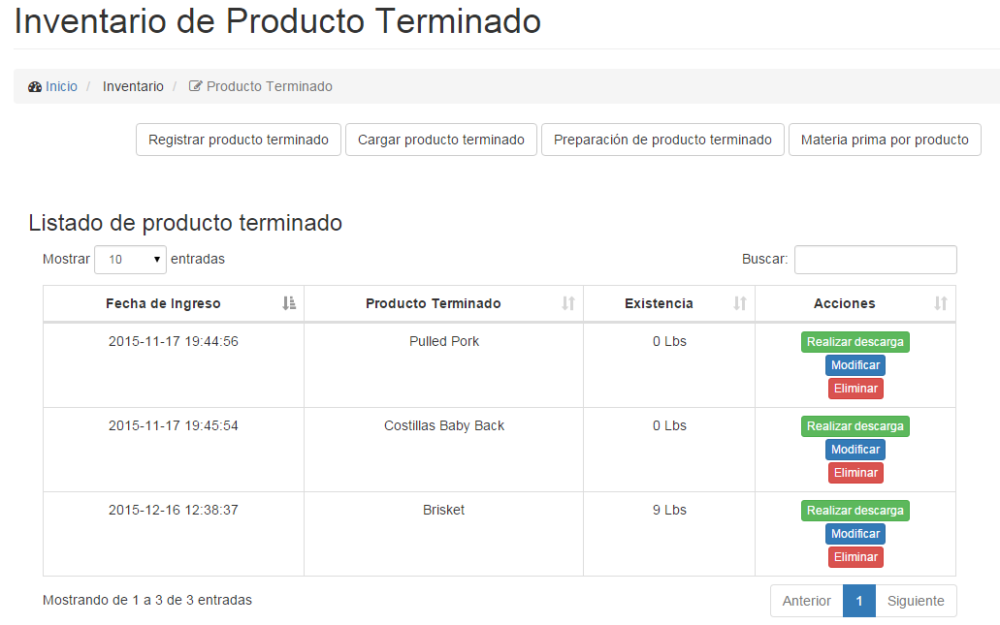 Inventario de Producto Terminado
Inicio / Inventario / Producto Terminado
Registrar producto terminado Cargar producto terminado Preparación de producto terminado Materia prima por producto
Listado de producto terminado
Mostrar 10 entradas Buscar:
Fecha de Ingreso Producto Terminado Existencia Acciones
2015-11-17 19:44:56 Pulled Pork 0 Lbs Realizar descarga
Modificar
Eliminar
2015-11-17 19:45:54 Costillas Baby Back 0 Lbs Realizar descarga
Modificar
Eliminar
2015-12-16 12:38:37 Brisket 9 Lbs Realizar descarga
Modificar
Eliminar
Mostrando de 1 a 3 de 3 entradas Anterior 1 Siguiente